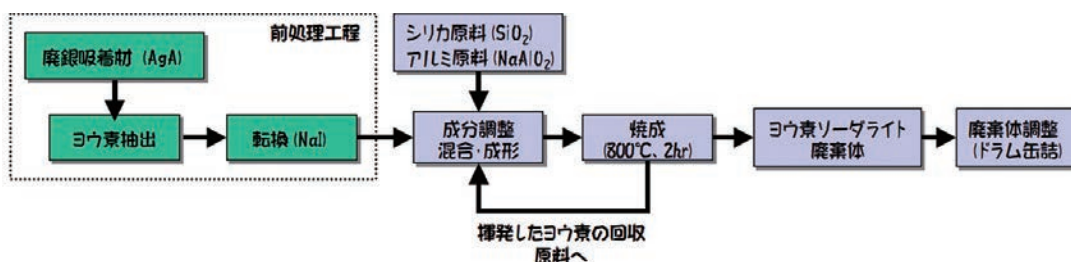 前処理工程
廃銀吸着材 (AgA)
ヨウ素抽出
転換(NaI)
シリカ原料(SiO₂)
アルミ原料(NaAlO₂)
成分調整
混合・成形
焼成
(800℃、2hr)
ヨウ素ソーダライト
廃棄体
廃棄体調整
(ドラム缶詰)
揮発したヨウ素の回収
原料へ